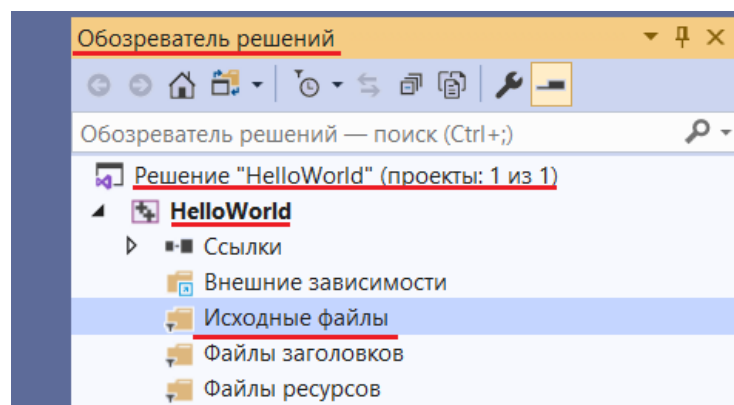 Обозреватель решений
Обозреватель решений — поиск (Ctrl+;)
Решение "HelloWorld" (проекты: 1 из 1)
HelloWorld
Ссылки
Внешние зависимости
Исходные файлы
Файлы заголовков
Файлы ресурсов